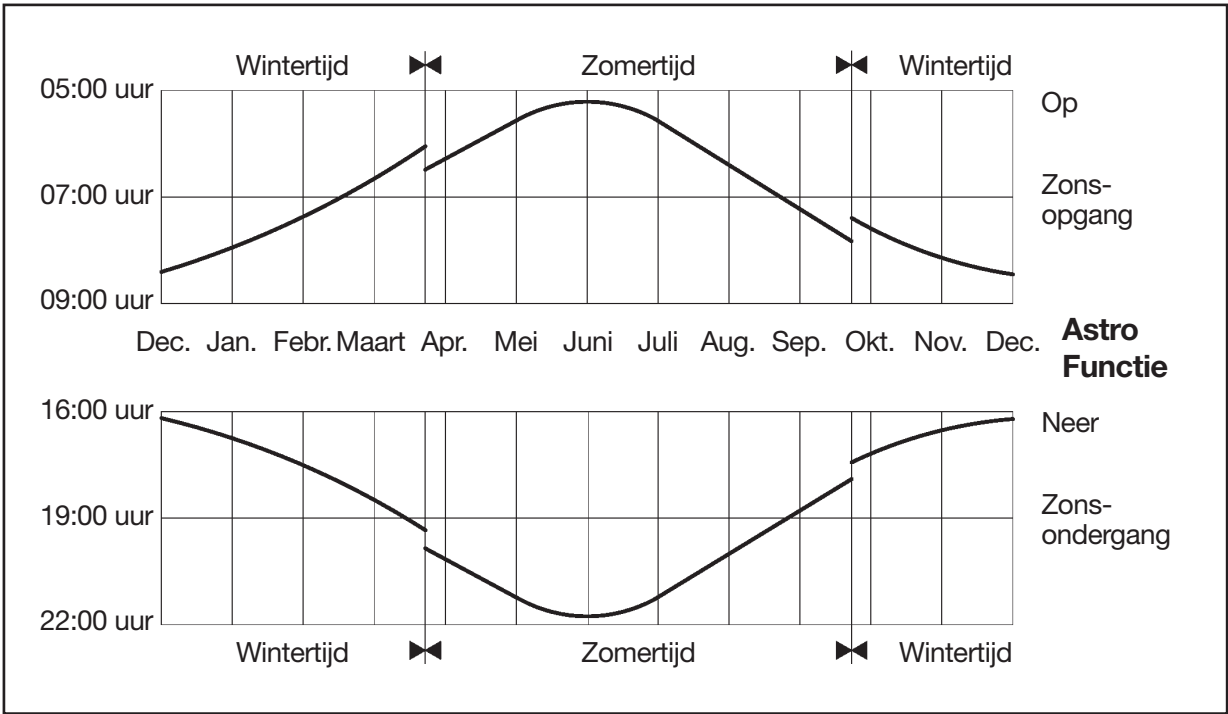 Wintertijd Zomertijd Wintertijd
05:00 uur
Op
07:00 uur
Zons-
opgang
09:00 uur
Dec. Jan. Febr. Maart Apr. Mei Juni Juli Aug. Sep. Okt. Nov. Dec.
Astro
Functie
16:00 uur
Neer
19:00 uur
Zons-
ondergang
22:00 uur
Wintertijd Zomertijd Wintertijd